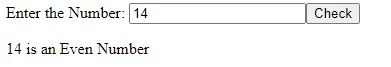 Enter the Number: 14 Check
14 is an Even Number